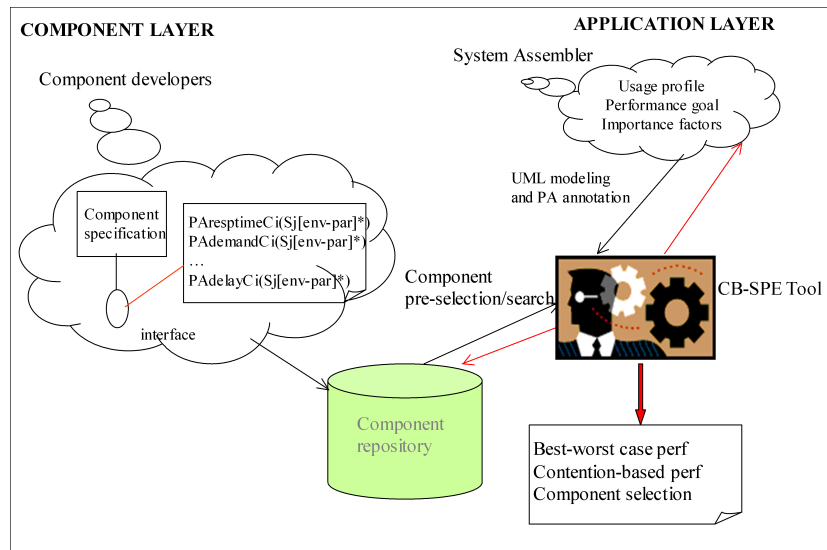 COMPONENT LAYER
Component developers
Component
specification
PAresptimeCi(Sj[env-par]*)
PAdemandCi(Sj[env-par]*)
…
PAdelayCi(Sj[env-par]*)
interface
Component
repository
APPLICATION LAYER
System Assembler
Usage profile
Performance goal
Importance factors
UML modeling
and PA annotation
Component
pre-selection/search
CB-SPE Tool
Best-worst case perf
Contention-based perf
Component selection